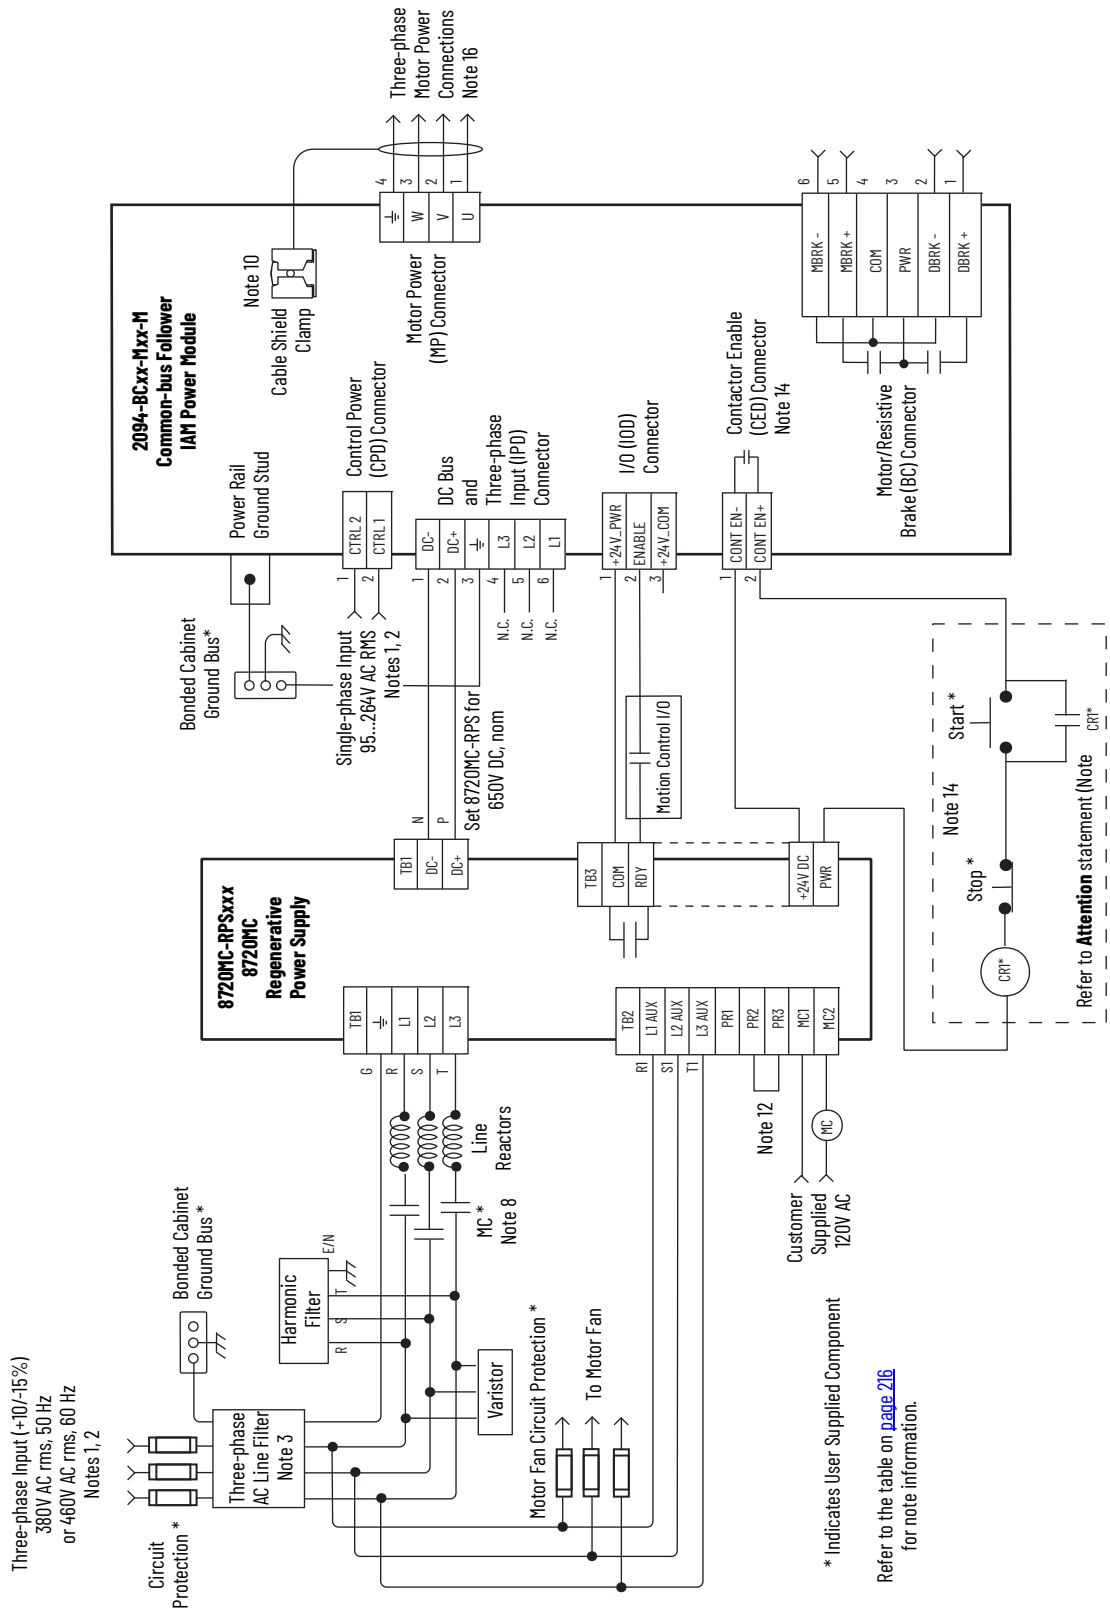 Three-phase Input (+10/-15%)
380V AC rms, 50 Hz
or 460V AC rms, 60 Hz
Notes 1, 2
Circuit
Protection *
Three-phase
AC Line Filter
Note 3
Bonded Cabinet
Ground Bus *
Harmonic
Filter
R
S
T
E/N
Varistor
MC *
Note 8
Line
Reactors
Motor Fan Circuit Protection *
To Motor Fan
G
R
S
T
TB1
L1
L2
L3
8720MC-RPSxxx
8720MC
Regenerative
Power Supply
R1
S1
T1
TB2
L1 AUX
L2 AUX
L3 AUX
PR1
PR2
PR3
MC1
MC2
Note 12
MC
Customer
Supplied
120V AC
TB1
DC-
DC+
N
P
Set 8720MC-RPS for
650V DC, nom
TB3
COM
RDY
+24V DC
PWR
Motion Control I/O
Bonded Cabinet
Ground Bus*
Single-phase Input
95...264V AC RMS
Notes 1, 2
Power Rail
Ground Stud
2094-BCxx-Mxx-M
Common-bus Follower
IAM Power Module
1
2
CTRL 2
CTRL 1
Control Power
(CPD) Connector
1
2
3
4
5
6
N.C.
N.C.
N.C.
DC-
DC+
L3
L2
L1
DC Bus
and
Three-phase
Input (IPD)
Connector
1
2
3
+24V_PWR
ENABLE
+24V_COM
I/O (IOD)
Connector
1
2
CONT EN-
CONT EN+
Contactor Enable
(CED) Connector
Note 14
Note 10
Cable Shield
Clamp
Motor Power
(MP) Connector
W
V
U
4
3
2
1
Three-phase
Motor Power
Connections
Note 16
Motor/Resistive
Brake (BC) Connector
MBRK -
MBRK +
COM
PWR
DBRK -
DBRK +
6
5
4
3
2
1
CR1*
Stop *
Note 14
Start *
CR1*
Refer to Attention statement (Note
* Indicates User Supplied Component
Refer to the table on page 216
for note information.